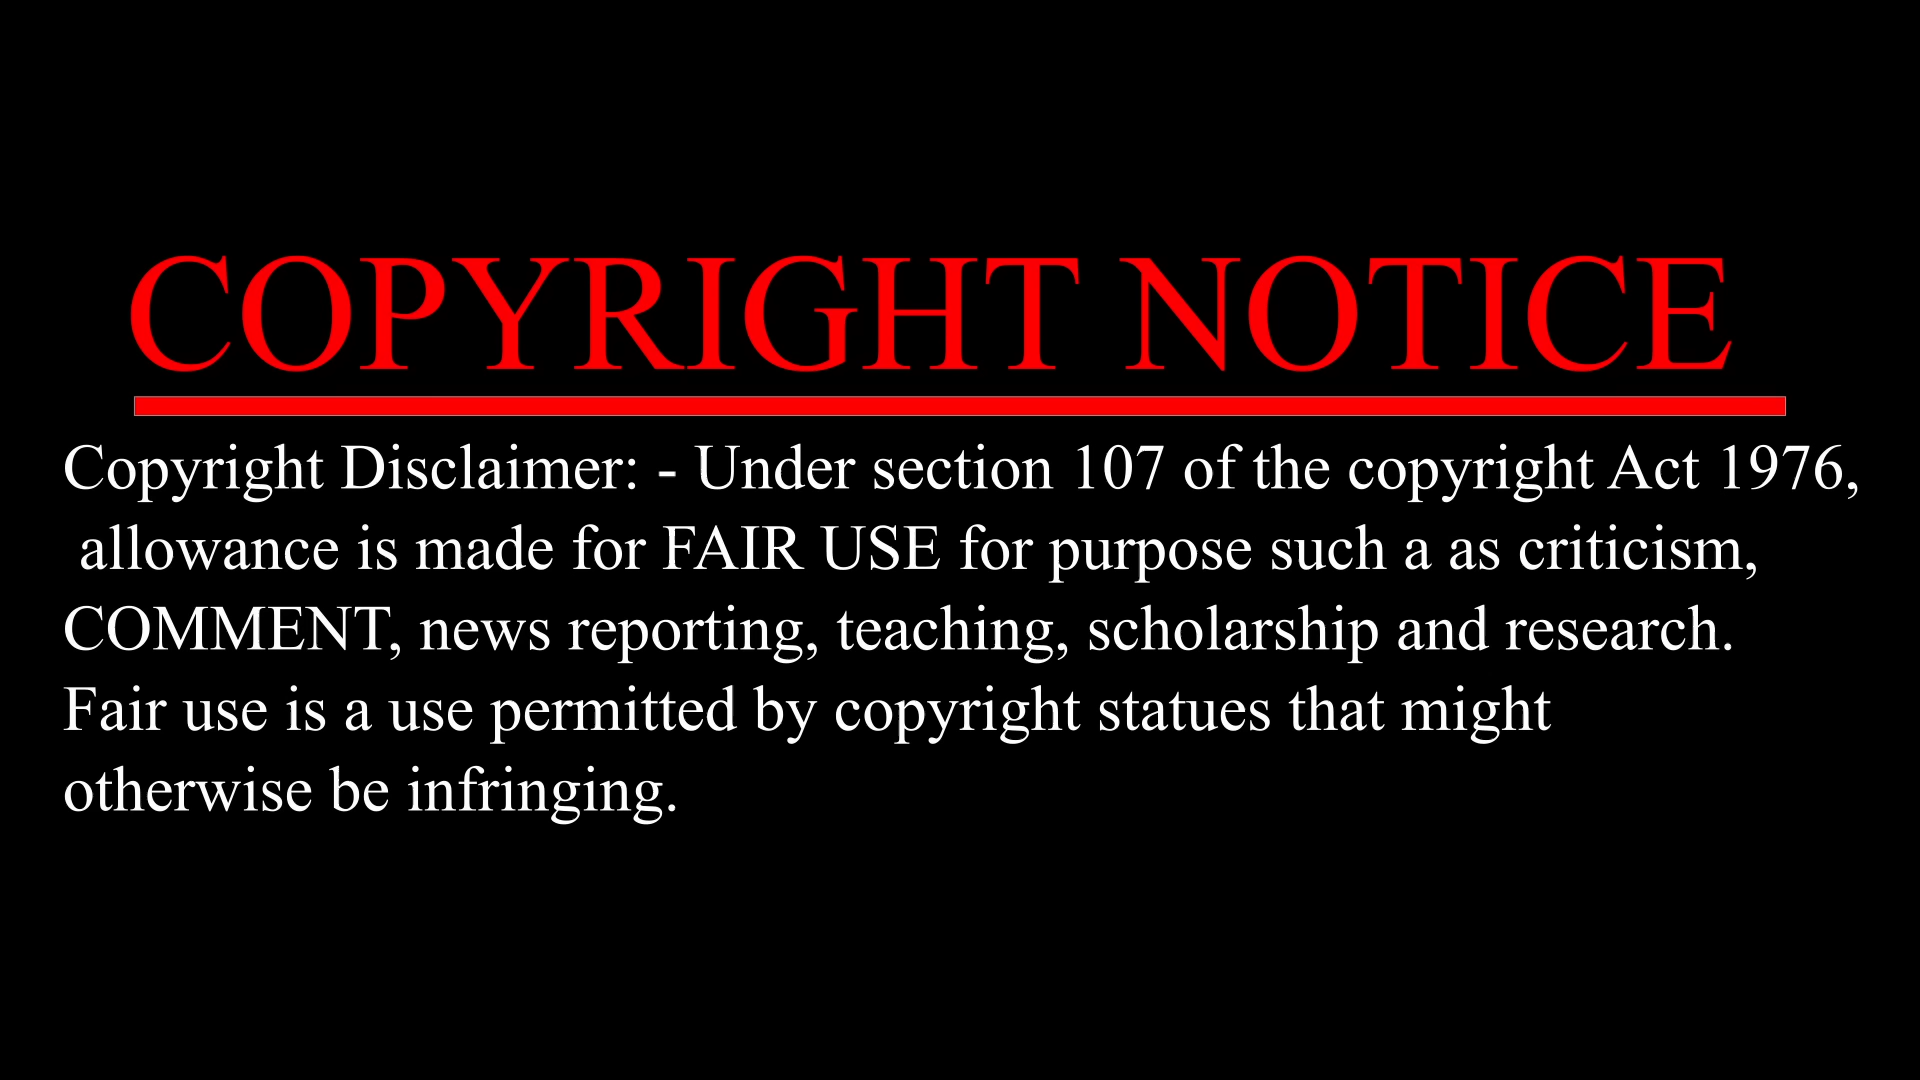 COPYRIGHT NOTICE
Copyright Disclaimer: - Under section 107 of the copyright Act 1976,
allowance is made for FAIR USE for purpose such a as criticism,
COMMENT, news reporting, teaching, scholarship and research.
Fair use is a use permitted by copyright statues that might
otherwise be infringing.